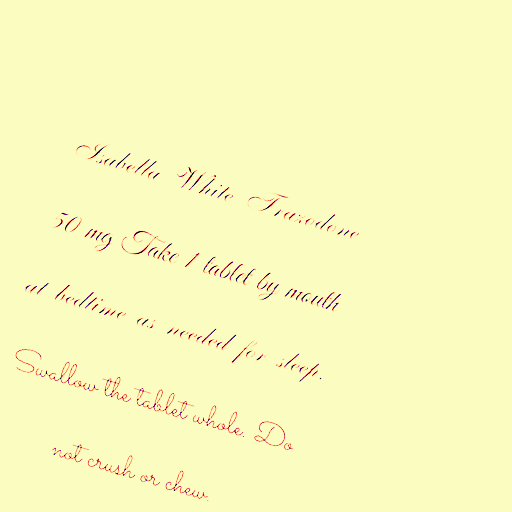 Isabella White Trazodone
50 mg Take 1 tablet by mouth
at bedtime as needed for sleep.
Swallow the tablet whole. Do
not crush or chew.